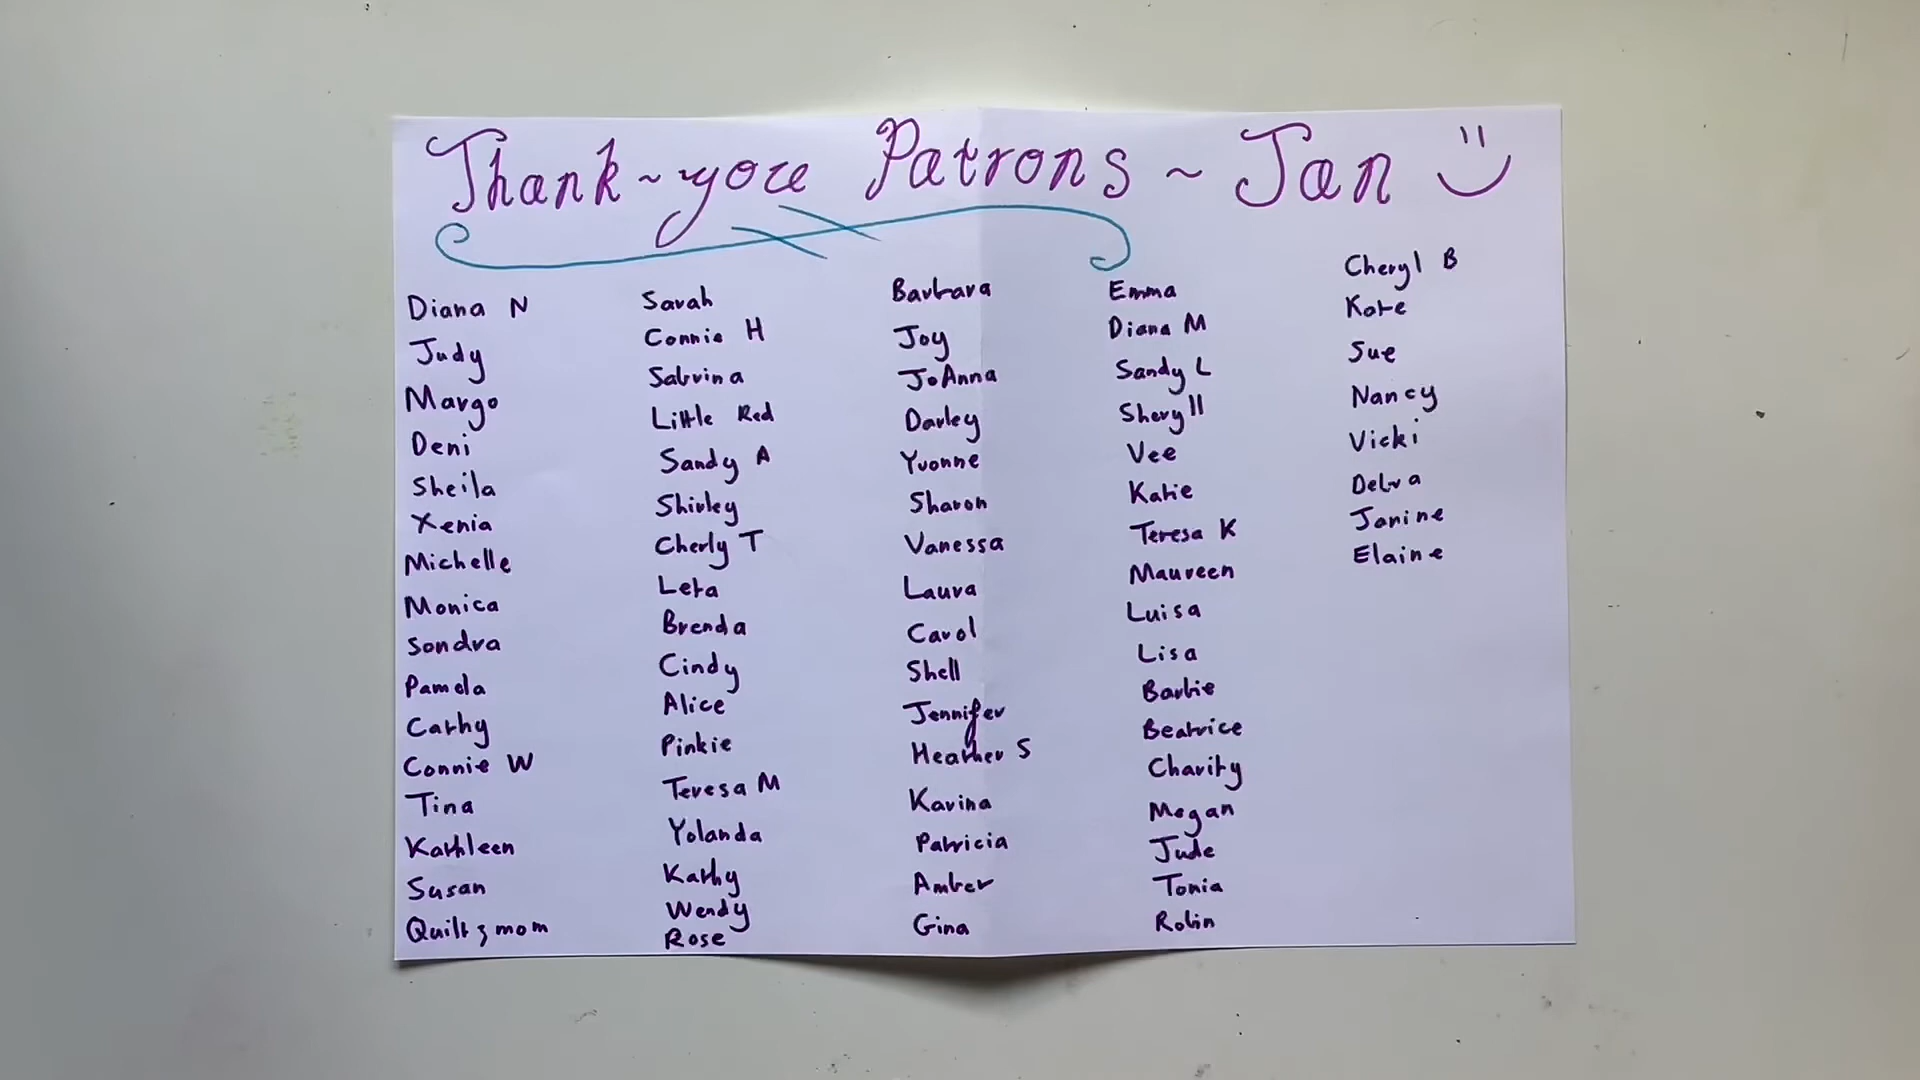 Thank~you Patrons ~ Jan
Diana N
Judy
Margo
Deni
Sheila
Xenia
Michelle
Monica
Sondra
Pamela
Cathy
Connie W
Tina
Kathleen
Susan
Quiltzmom
Sarah
Connie H
Sabrina
Little Red
Sandy A
Shirley
Cherly T
Leta
Brenda
Cindy
Alice
Pinkie
Teresa M
Yolanda
Kathy
Wendy
Rose
Barbara
Joy
JoAnna
Darley
Yvonne
Sharon
Vanessa
Laura
Carol
Shell
Jennifer
Heather S
Karina
Patricia
Amber
Gina
Emma
Diana M
Sandy L
Sheryll
Vee
Katie
Teresa K
Maureen
Luisa
Lisa
Barbie
Beatrice
Charity
Megan
Jude
Tonia
Robin
Cheryl B
Kate
Sue
Nancy
Vicki
Debra
Janine
Elaine